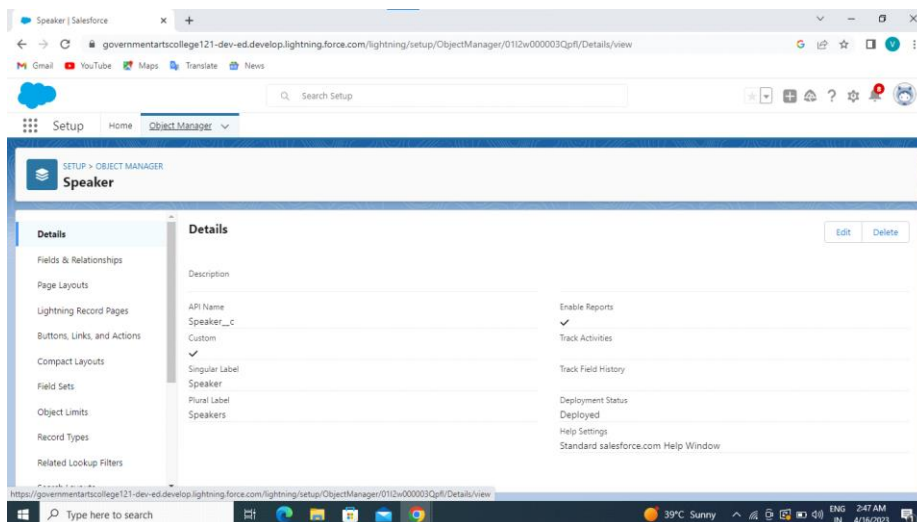 Speaker | Salesforce
governmentartscollege121-dev-ed.develop.lightning.force.com/lightning/setup/ObjectManager/01I2w000003Qpfl/Details/view
G
V
Gmail YouTube Maps Translate News
Search Setup
Setup Home Object Manager
SETUP > OBJECT MANAGER
Speaker
Details
Fields & Relationships
Page Layouts
Lightning Record Pages
Buttons, Links, and Actions
Compact Layouts
Field Sets
Object Limits
Record Types
Related Lookup Filters
Search Layouts
Details
Edit Delete
Description
API Name
Speaker__c
Custom
Singular Label
Speaker
Plural Label
Speakers
Enable Reports
Track Activities
Track Field History
Deployment Status
Deployed
Help Settings
Standard salesforce.com Help Window
https://governmentartscollege121-dev-ed.develop.lightning.force.com/lightning/setup/ObjectManager/01I2w000003Qpfl/Details/view
Type here to search
39°C Sunny
ENG
IN
2:47 AM
4/16/2023